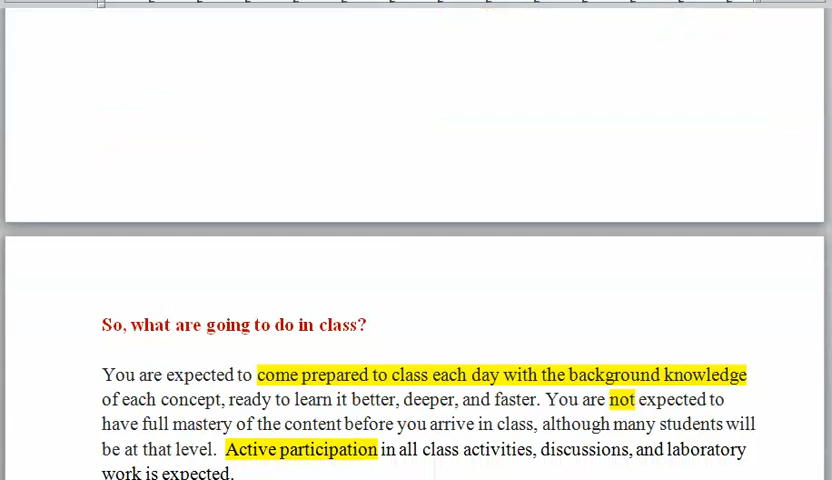 So, what are going to do in class?
You are expected to come prepared to class each day with the background knowledge
of each concept, ready to learn it better, deeper, and faster. You are not expected to
have full mastery of the content before you arrive in class, although many students will
be at that level. Active participation in all class activities, discussions, and laboratory
work is expected.